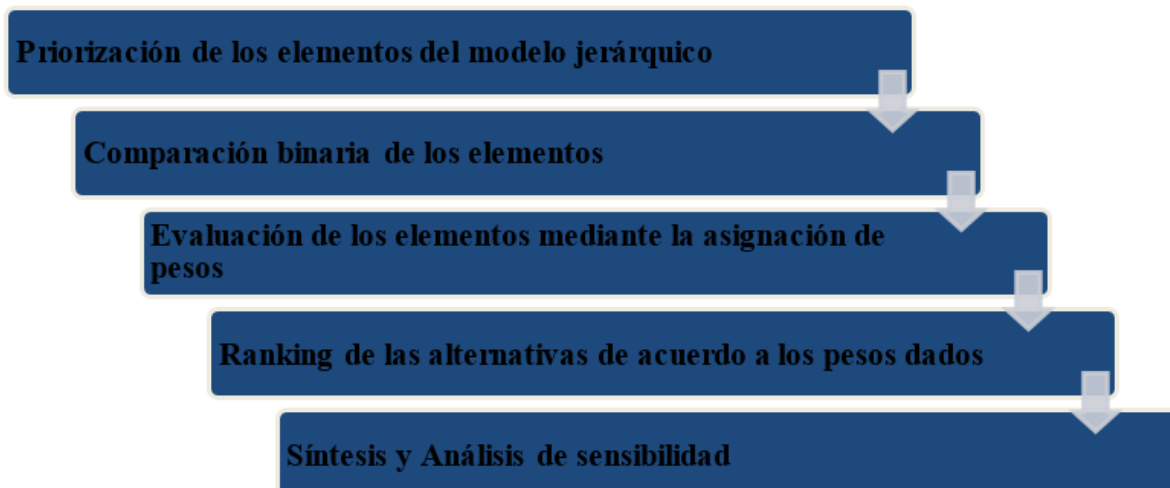 Priorización de los elementos del modelo jerárquico
Comparación binaria de los elementos
Evaluación de los elementos mediante la asignación de
pesos
Ranking de las alternativas de acuerdo a los pesos dados
Síntesis y Análisis de sensibilidad